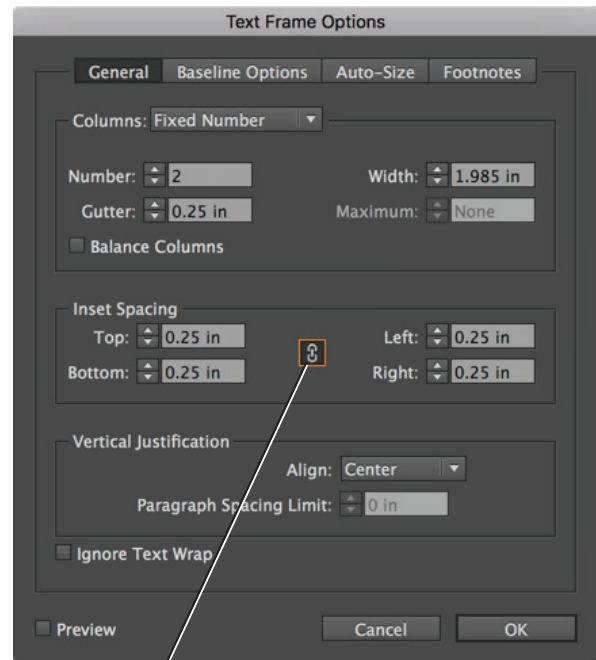 Text Frame Options
General Baseline Options Auto-Size Footnotes
Columns: Fixed Number
Number: 2 Width: 1.985 in
Gutter: 0.25 in Maximum: None
Balance Columns
Inset Spacing
Top: 0.25 in Left: 0.25 in
Bottom: 0.25 in Right: 0.25 in
Vertical Justification
Align: Center
Paragraph Spacing Limit: 0 in
Ignore Text Wrap
Preview Cancel OK